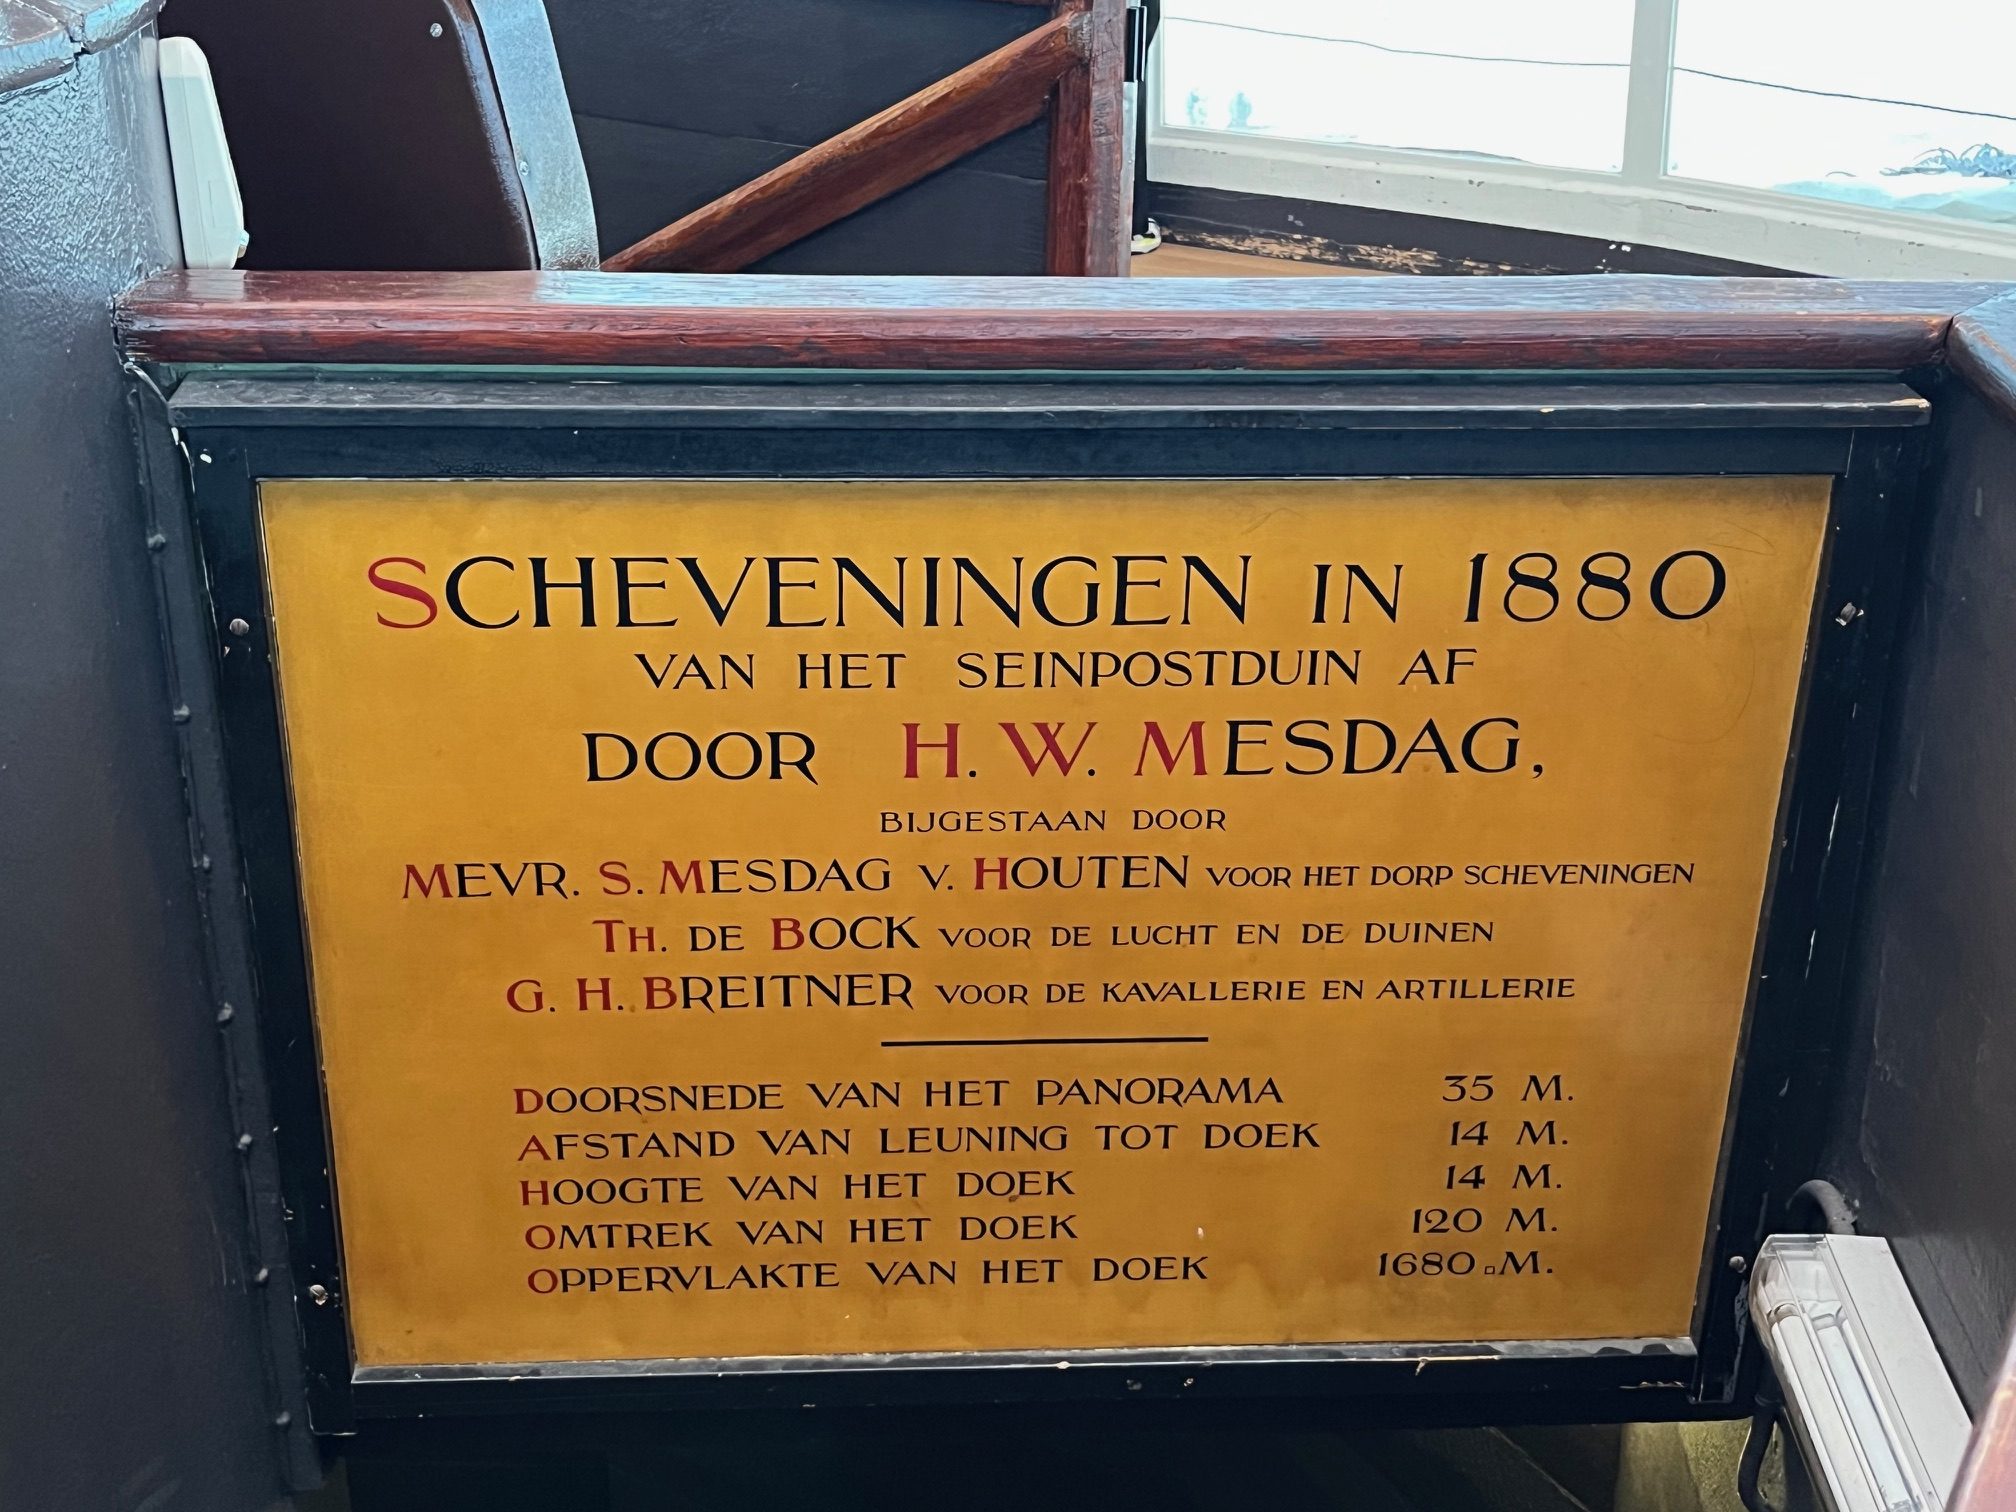 SCHEVENINGEN IN 1880
VAN HET SEINPOSTDUIN AF
DOOR H. W. MESDAG,
BIJGESTAAN DOOR
MEVR. S. MESDAG V. HOUTEN VOOR HET DORP SCHEVENINGEN
TH. DE BOCK VOOR DE LUCHT EN DE DUINEN
G. H. BREITNER VOOR DE KAVALLERIE EN ARTILLERIE
DOORSNEDE VAN HET PANORAMA 35 M.
AFSTAND VAN LEUNING TOT DOEK 14 M.
HOOGTE VAN HET DOEK 14 M.
OMTREK VAN HET DOEK 120 M.
OPPERVLAKTE VAN HET DOEK 1680 □M.